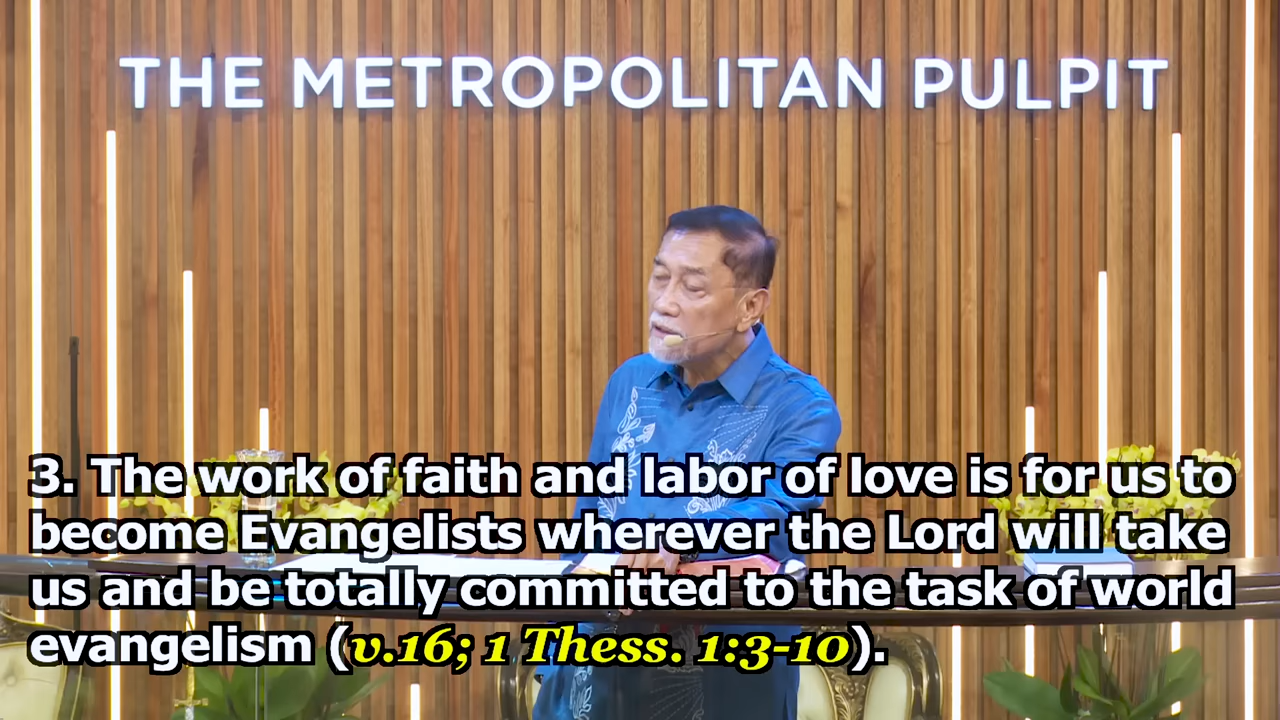 THE METROPOLITAN PULPIT
3. The work of faith and labor of love is for us to
become Evangelists wherever the Lord will take
us and be totally committed to the task of world
evangelism (v.16; 1 Thess. 1:3-10).